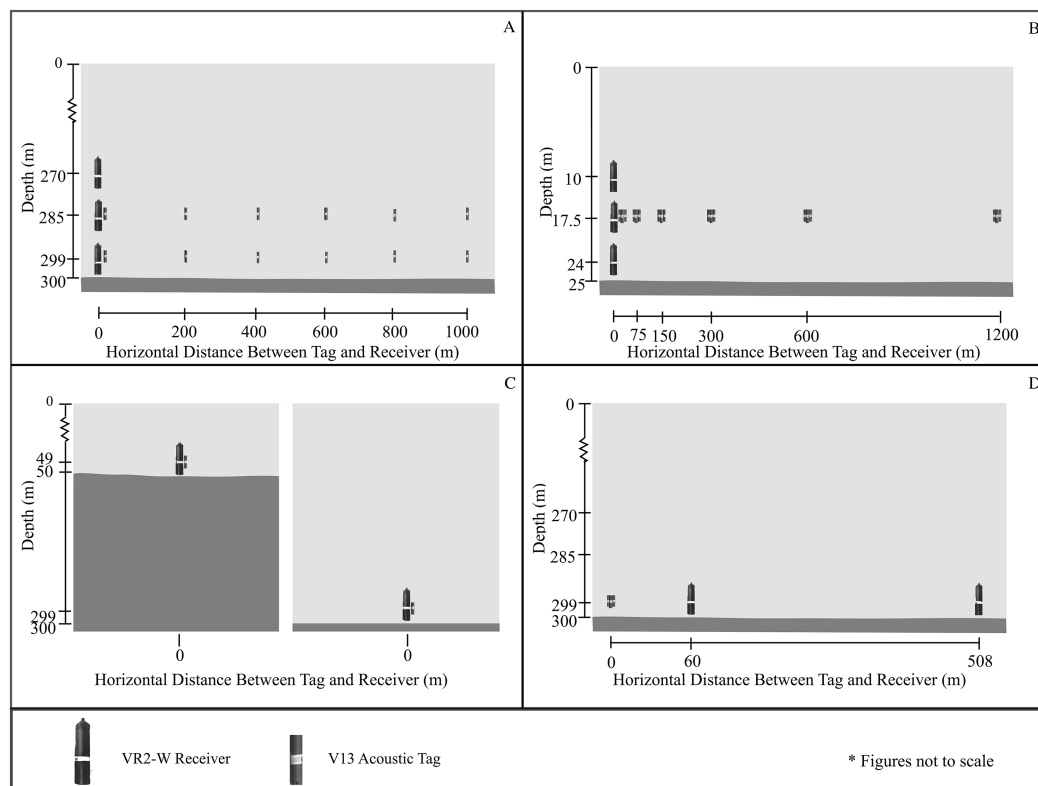 A
0
Depth (m)
270
285
299
300
0 200 400 600 800 1000
Horizontal Distance Between Tag and Receiver (m)
B
0
Depth (m)
10
17.5
24
25
0 75 150 300 600 1200
Horizontal Distance Between Tag and Receiver (m)
C
0
Depth (m)
49
50
299
300
0 0
Horizontal Distance Between Tag and Receiver (m)
D
0
Depth (m)
270
285
299
300
0 60 508
Horizontal Distance Between Tag and Receiver (m)
VR2-W Receiver
V13 Acoustic Tag
* Figures not to scale